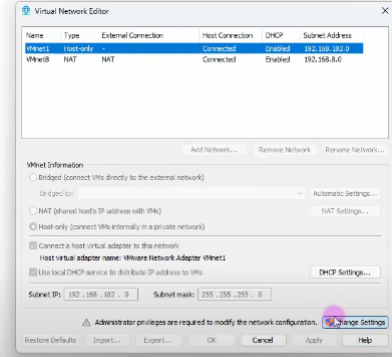 Virtual Network Editor
Name Type External Connection Host Connection DHCP Subnet Address
VMnet1 Host-only - Connected Enabled 192.168.182.0
VMnet8 NAT NAT Connected Enabled 192.168.8.0
Add Network... Remove Network Rename Network...
VMnet Information
Bridged (connect VMs directly to the external network)
Bridged to: Automatic Settings...
NAT (shared host's IP address with VMs) NAT Settings...
Host-only (connect VMs internally in a private network)
Connect a host virtual adapter to this network
Host virtual adapter name: VMware Network Adapter VMnet1
Use local DHCP service to distribute IP address to VMs DHCP Settings...
Subnet IP: 192 . 168 . 182 . 0 Subnet mask: 255 . 255 . 255 . 0
Administrator privileges are required to modify the network configuration. Change Settings
Restore Defaults Import... Export... OK Cancel Apply Help